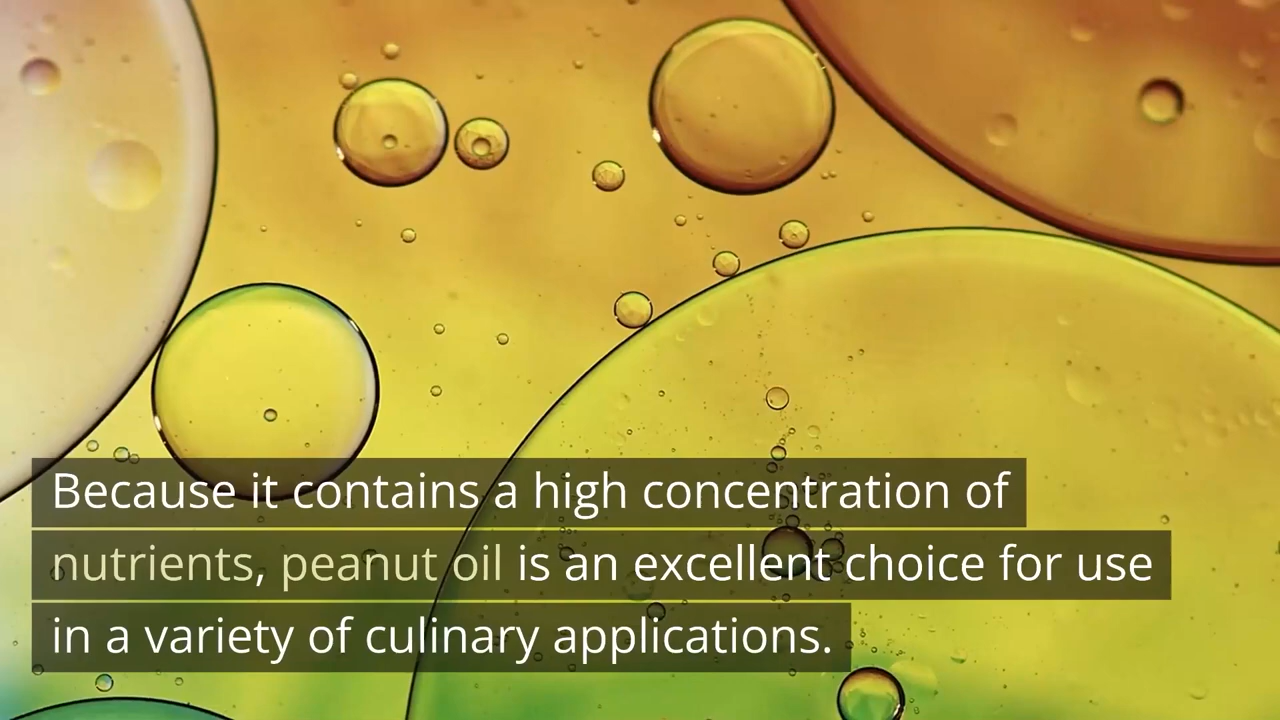 Because it contains a high concentration of
nutrients, peanut oil is an excellent choice for use
in a variety of culinary applications.